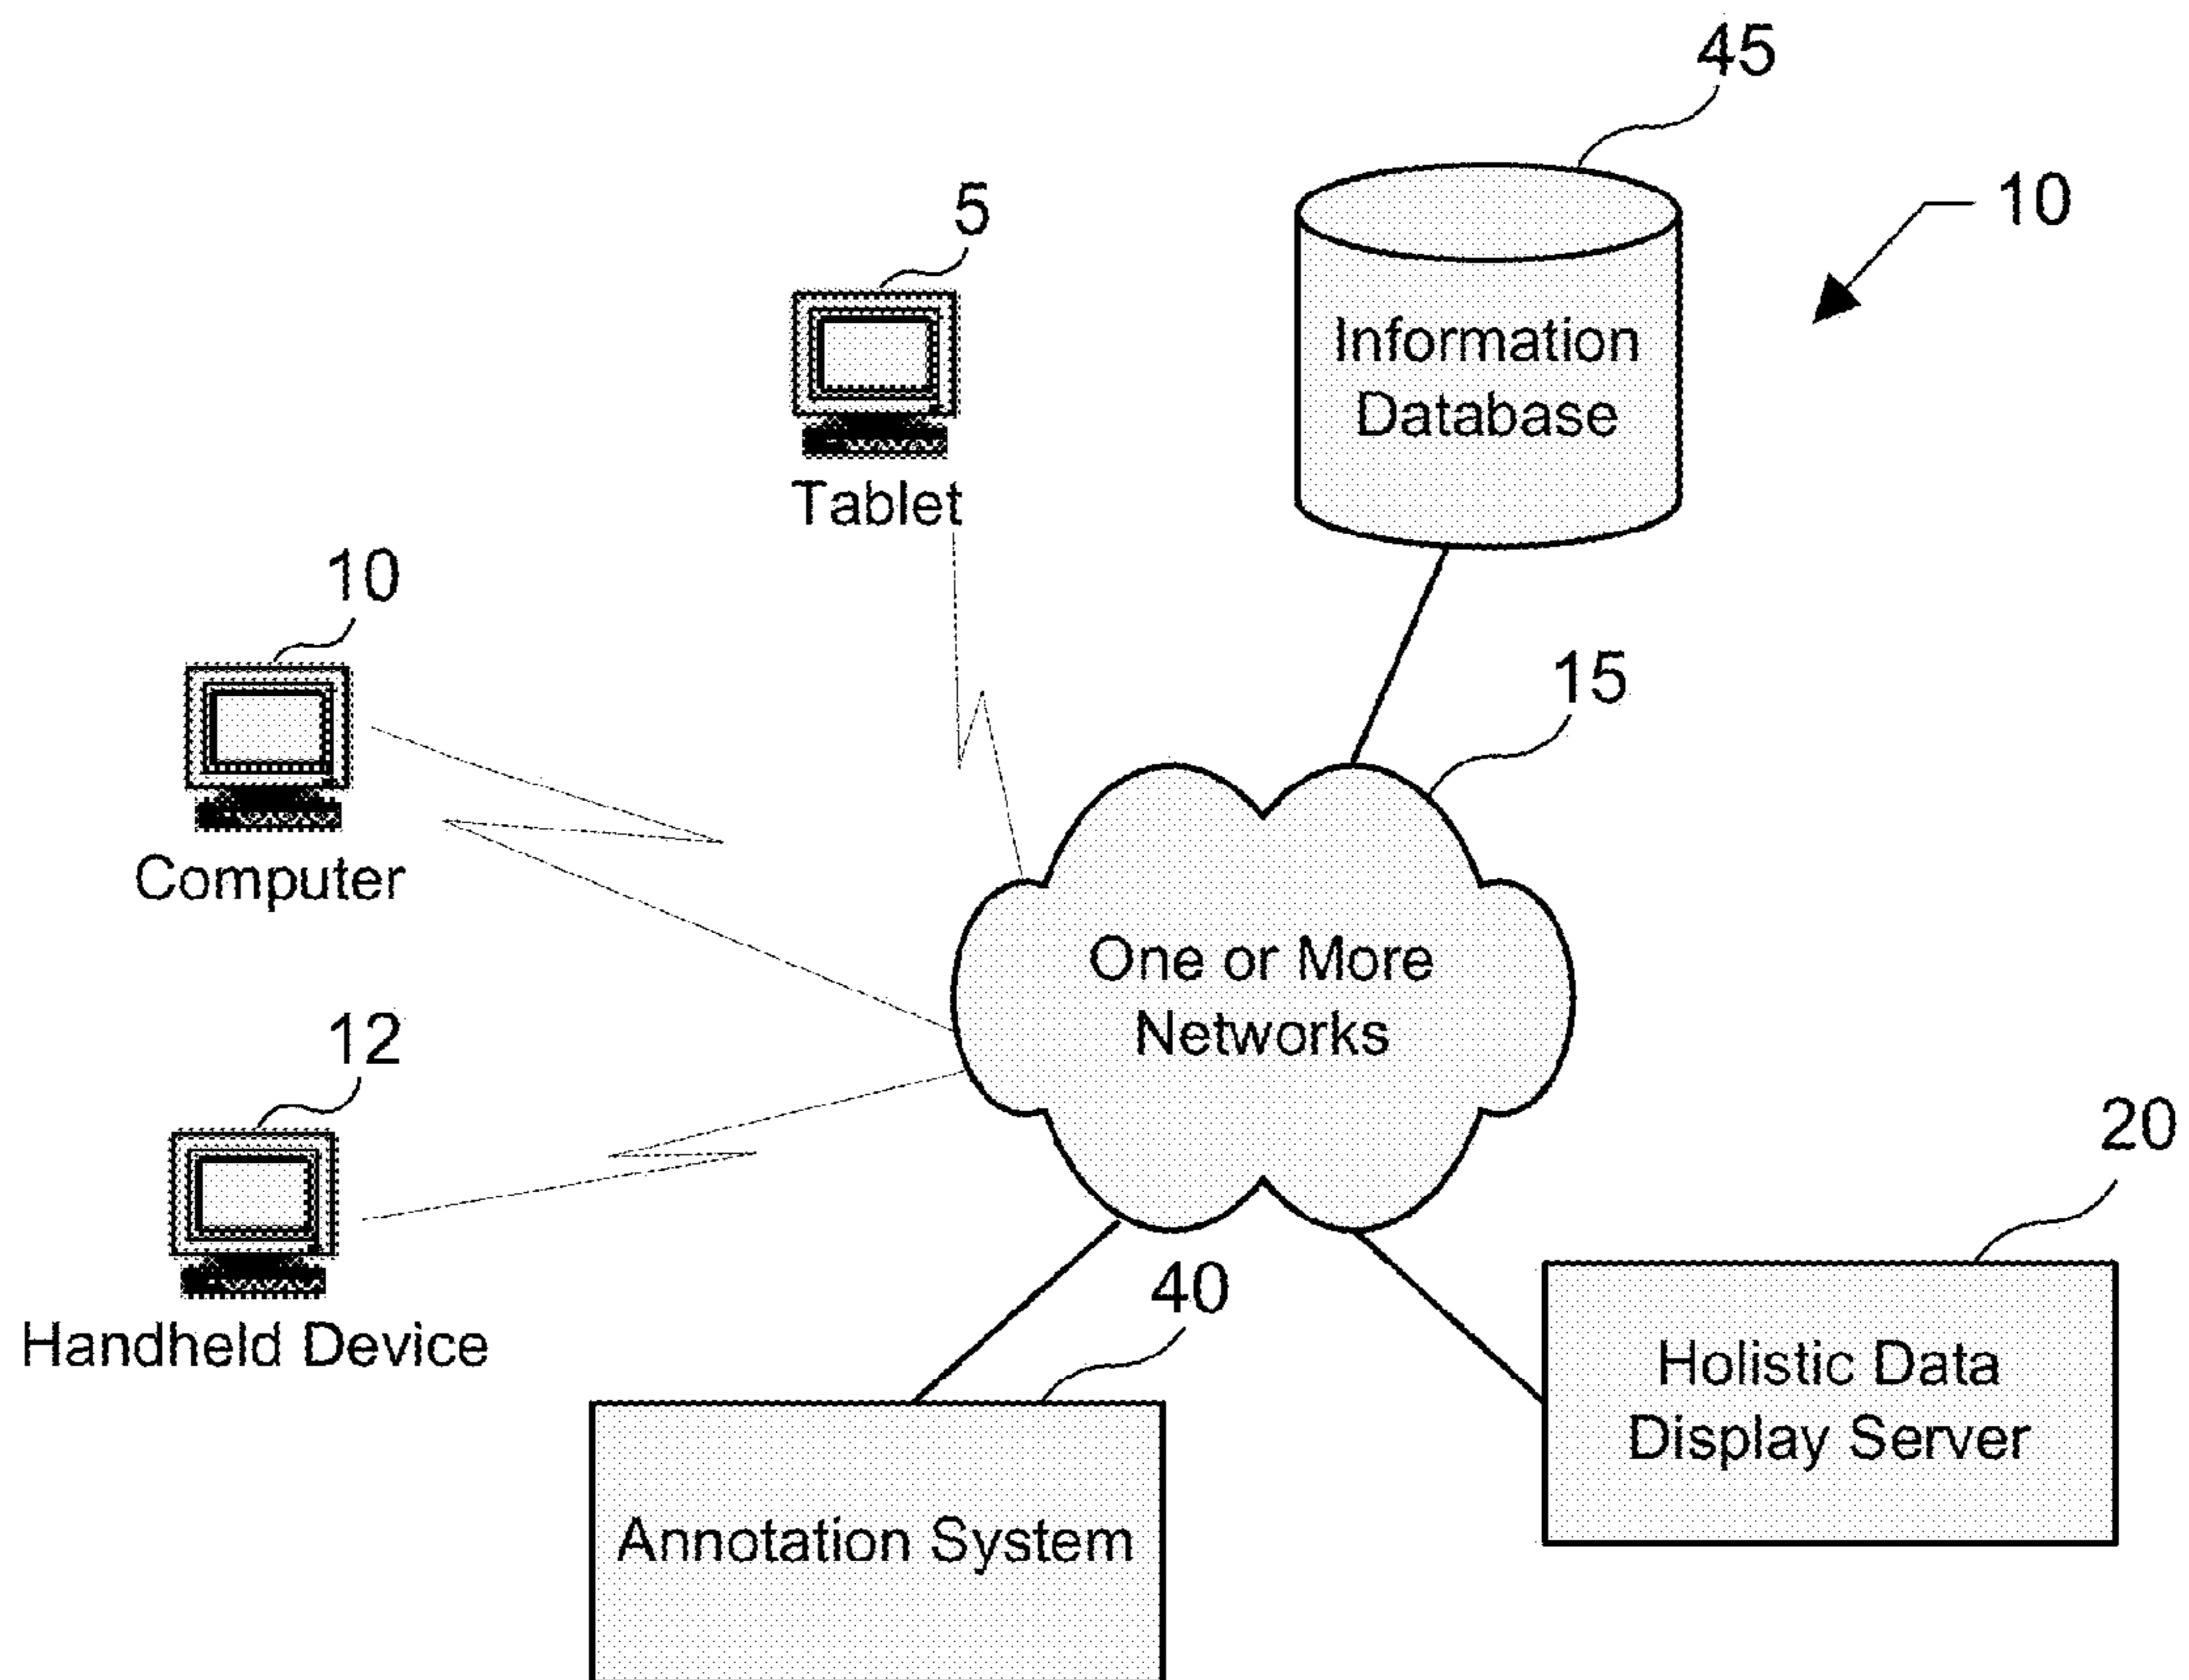 45
5
10
Information
Database
Tablet
10
15
Computer
One or More
Networks
12
Handheld Device
20
40
Holistic Data
Display Server
Annotation System